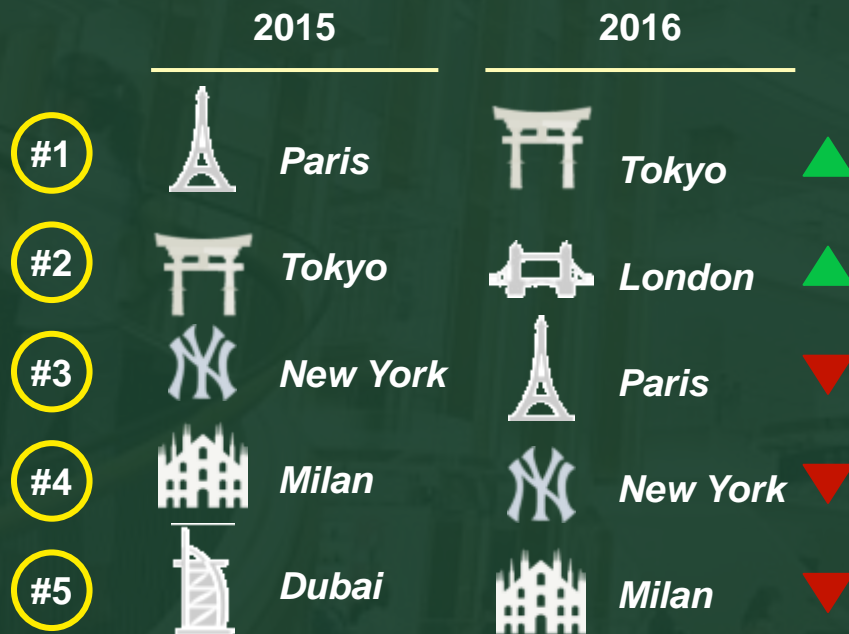 2015 2016
#1 Paris Tokyo
#2 Tokyo London
#3 New York Paris
#4 Milan New York
#5 Dubai Milan